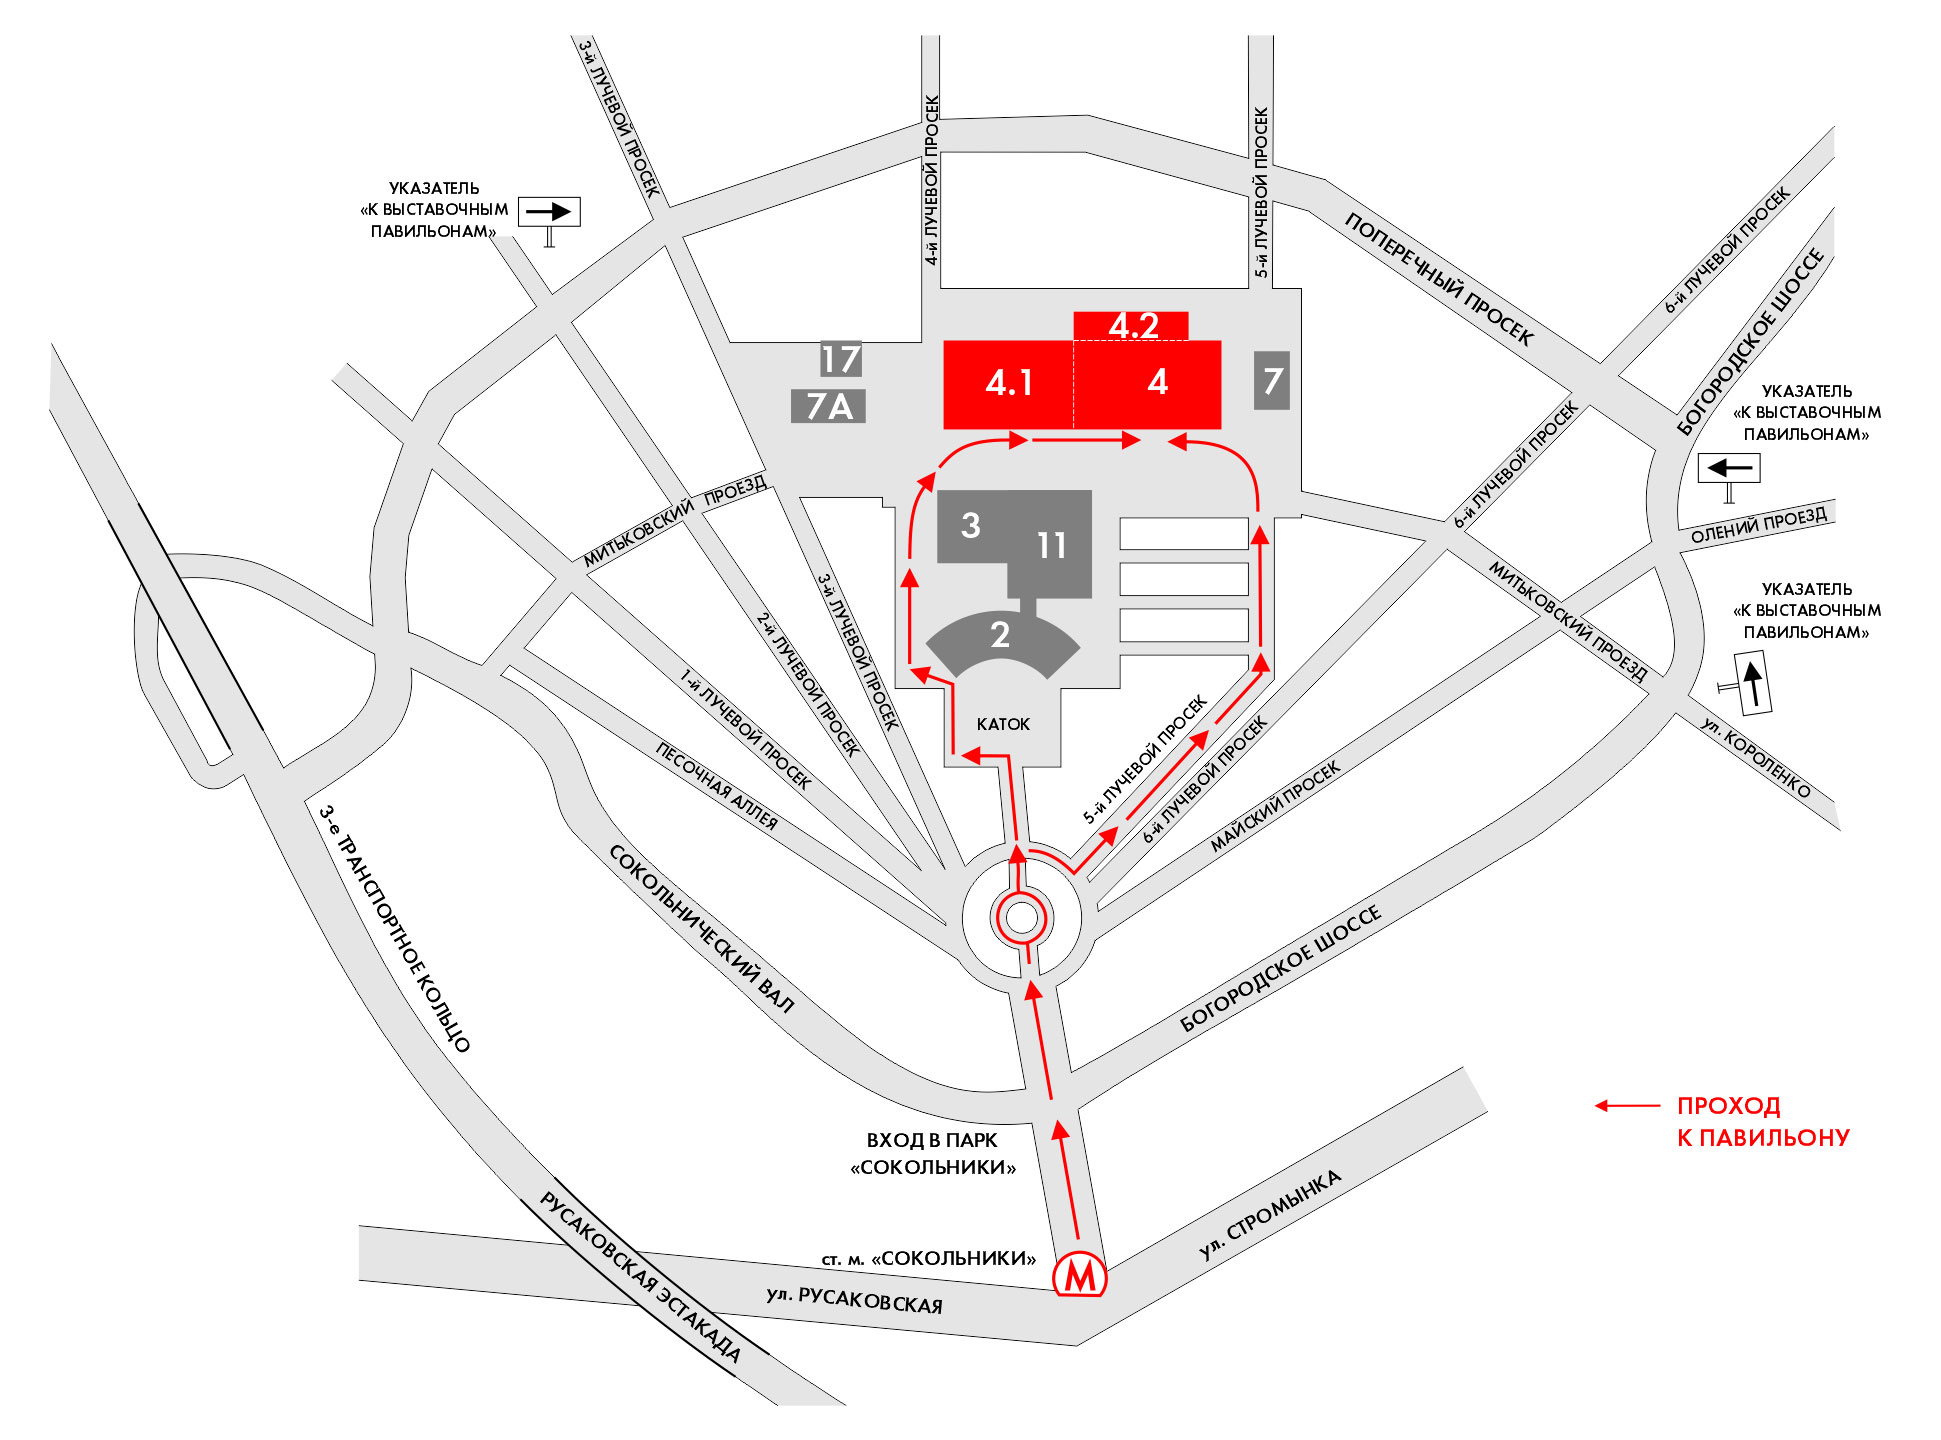 3-й ЛУЧЕВОЙ ПРОСЕК
4-й ЛУЧЕВОЙ ПРОСЕК
5-й ЛУЧЕВОЙ ПРОСЕК
УКАЗАТЕЛЬ
«К ВЫСТАВОЧНЫМ
ПАВИЛЬОНАМ»
ПОПЕРЕЧНЫЙ ПРОСЕК
6-й ЛУЧЕВОЙ ПРОСЕК
БОГОРОДСКОЕ ШОССЕ
4.2
17
4.1
4
7
7А
УКАЗАТЕЛЬ
«К ВЫСТАВОЧНЫМ
ПАВИЛЬОНАМ»
6-й ЛУЧЕВОЙ ПРОСЕК
МИТЬКОВСКИЙ ПРОЕЗД
3
11
ОЛЕНИЙ ПРОЕЗД
УКАЗАТЕЛЬ
«К ВЫСТАВОЧНЫМ
ПАВИЛЬОНАМ»
МИТЬКОВСКИЙ ПРОЕЗД
2
3-й ЛУЧЕВОЙ ПРОСЕК
2-й ЛУЧЕВОЙ ПРОСЕК
1-й ЛУЧЕВОЙ ПРОСЕК
ПЕСОЧНАЯ АЛЛЕЯ
КАТОК
5-й ЛУЧЕВОЙ ПРОСЕК
6-й ЛУЧЕВОЙ ПРОСЕК
МАЙСКИЙ ПРОСЕК
ул. КОРОЛЕНКО
3-е ТРАНСПОРТНОЕ КОЛЬЦО
СОКОЛЬНИЧЕСКИЙ ВАЛ
БОГОРОДСКОЕ ШОССЕ
ПРОХОД
К ПАВИЛЬОНУ
ВХОД В ПАРК
«СОКОЛЬНИКИ»
РУСАКОВСКАЯ ЭСТАКАДА
ул. СТРОМЫНКА
ст. м. «СОКОЛЬНИКИ»
М
ул. РУСАКОВСКАЯ